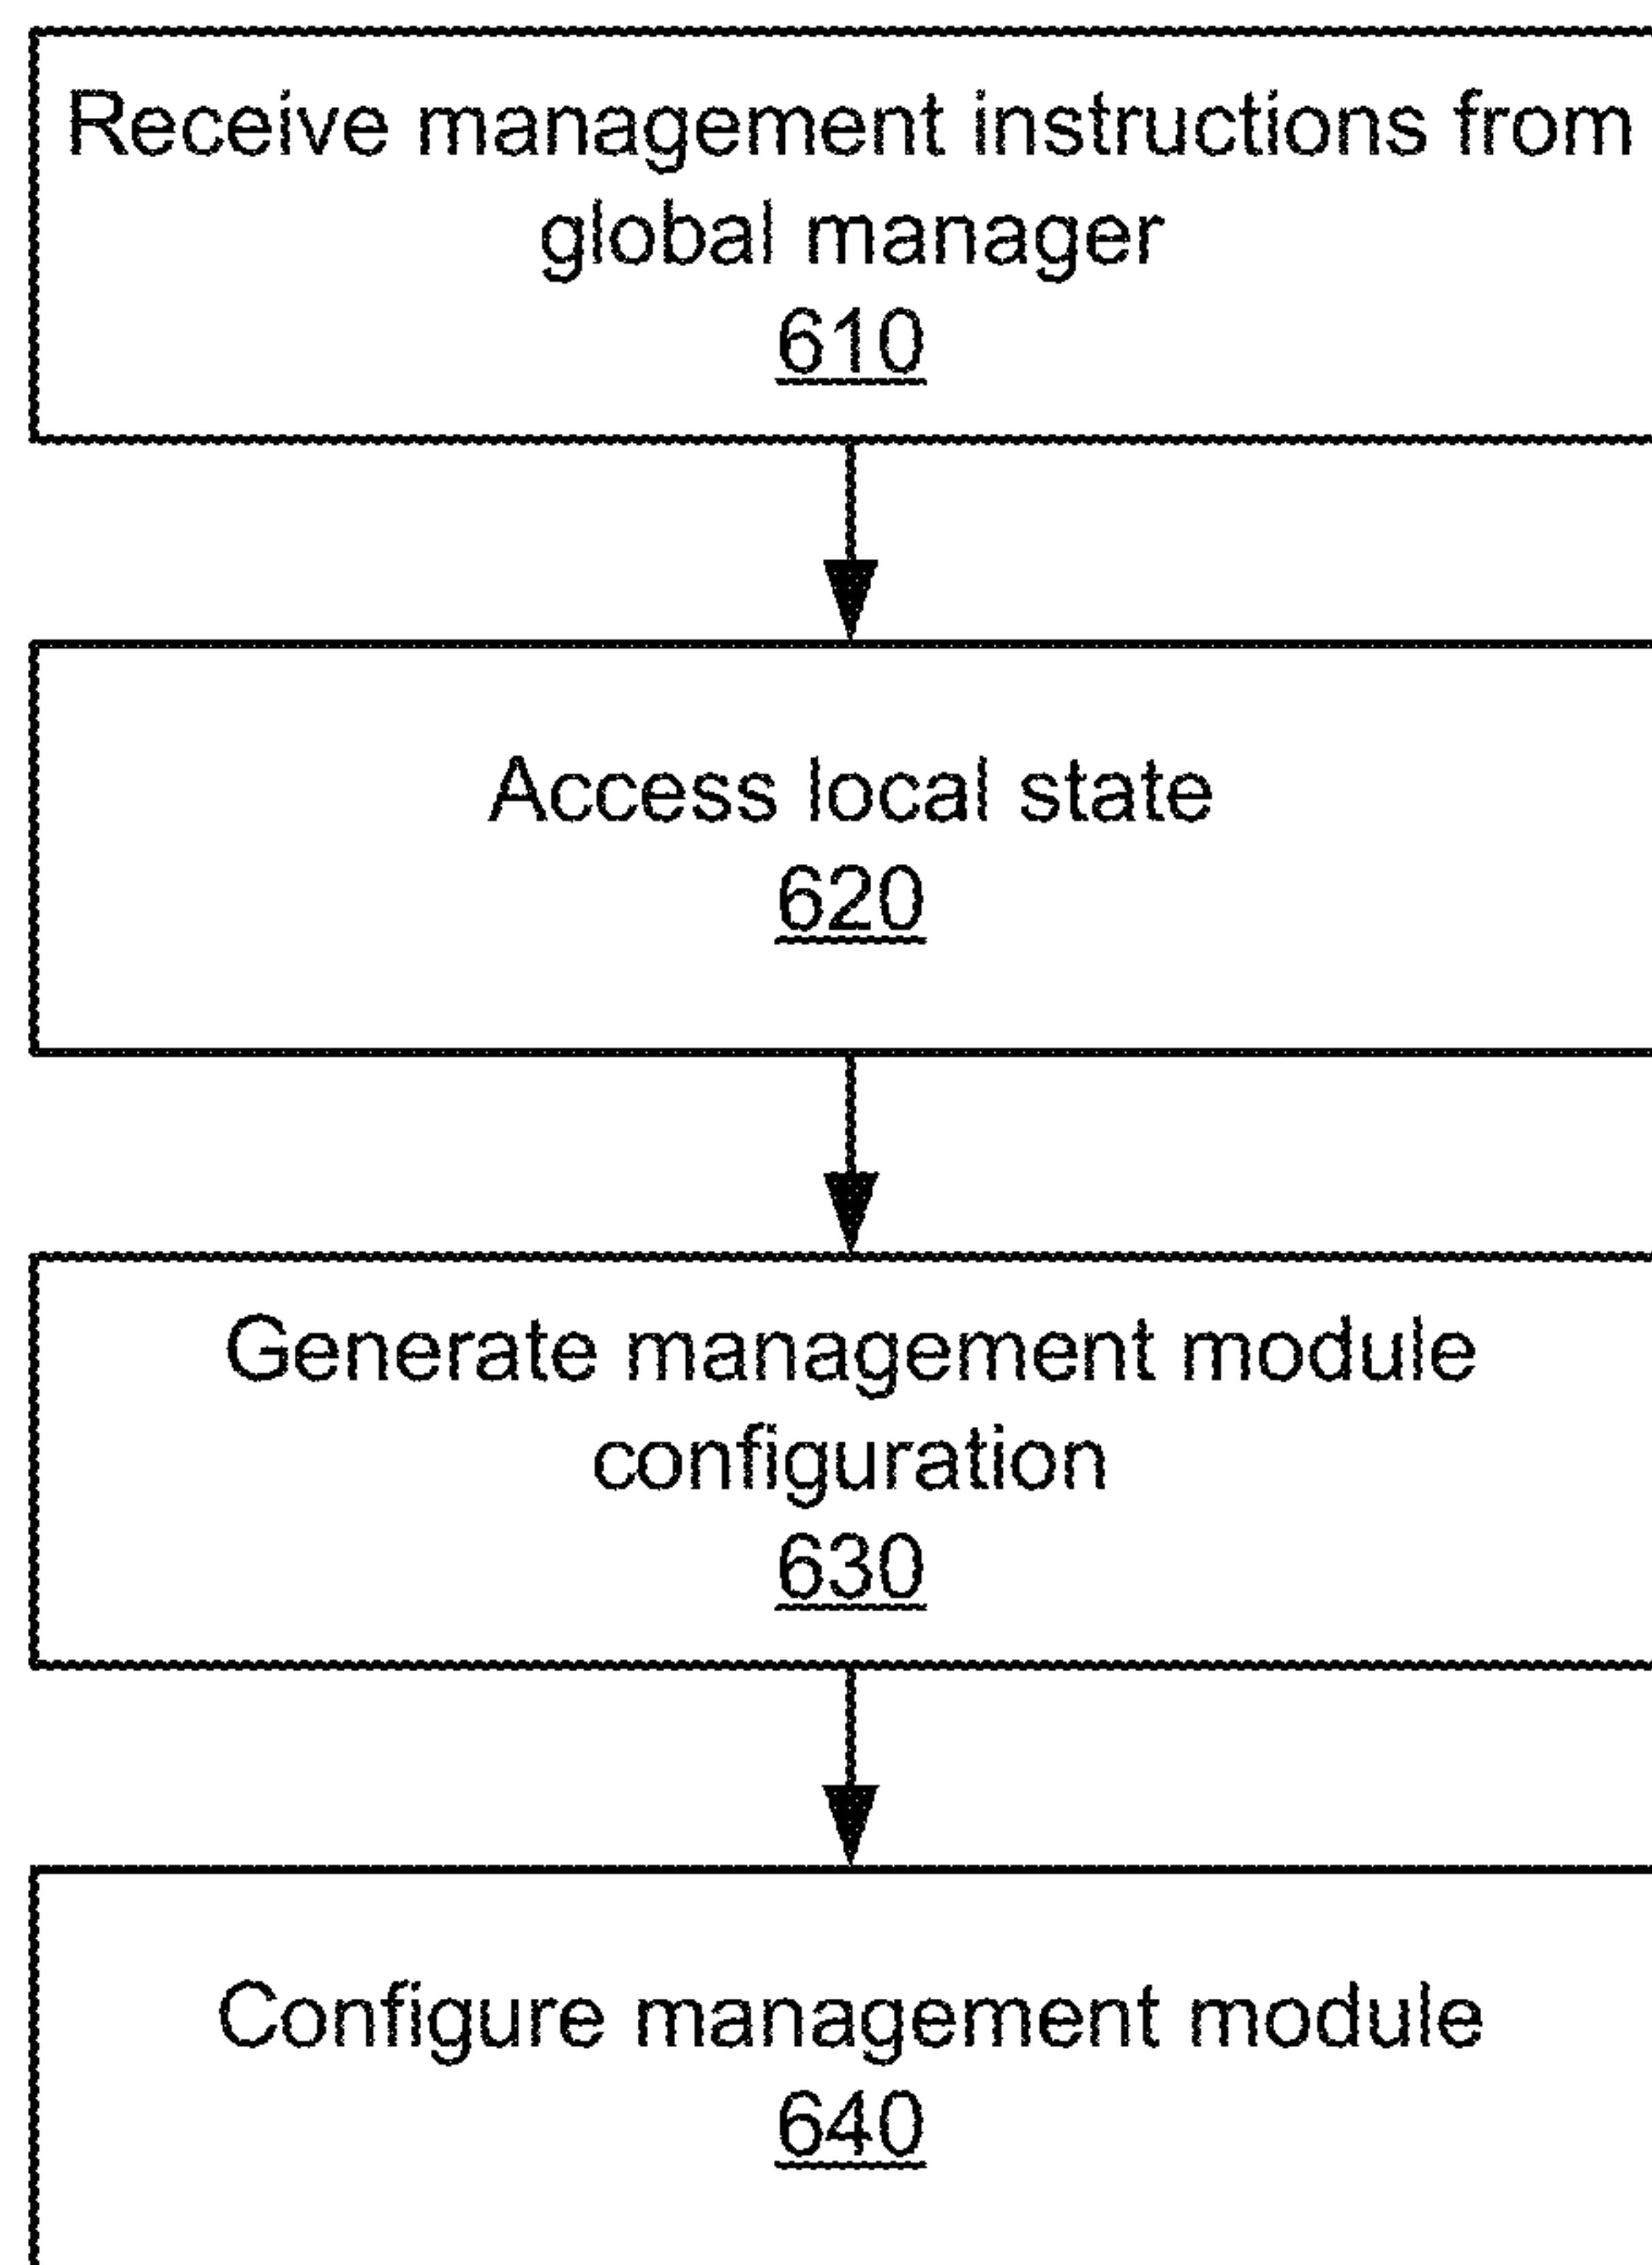 Receive management instructions from
global manager
610
Access local state
620
Generate management module
configuration
630
Configure management module
640